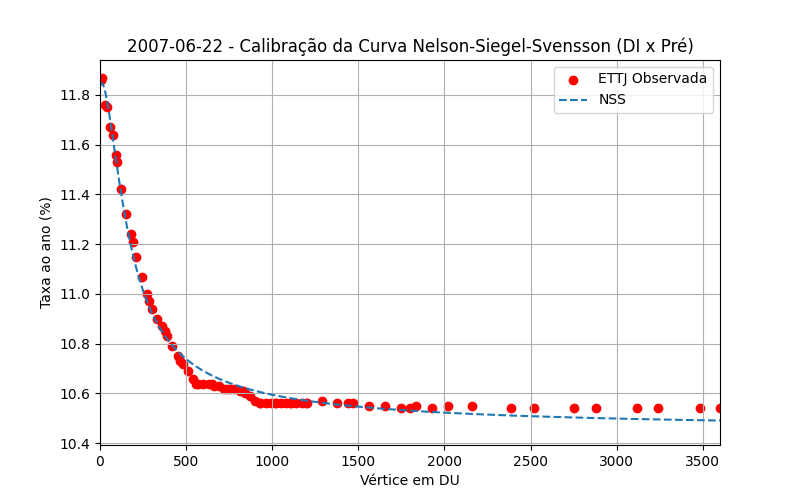 2007-06-22 - Calibração da Curva Nelson-Siegel-Svensson (DI x Pré)
ETTJ Observada
NSS
Taxa ao ano (%)
11.8
11.6
11.4
11.2
11.0
10.8
10.6
10.4
0 500 1000 1500 2000 2500 3000 3500
Vértice em DU